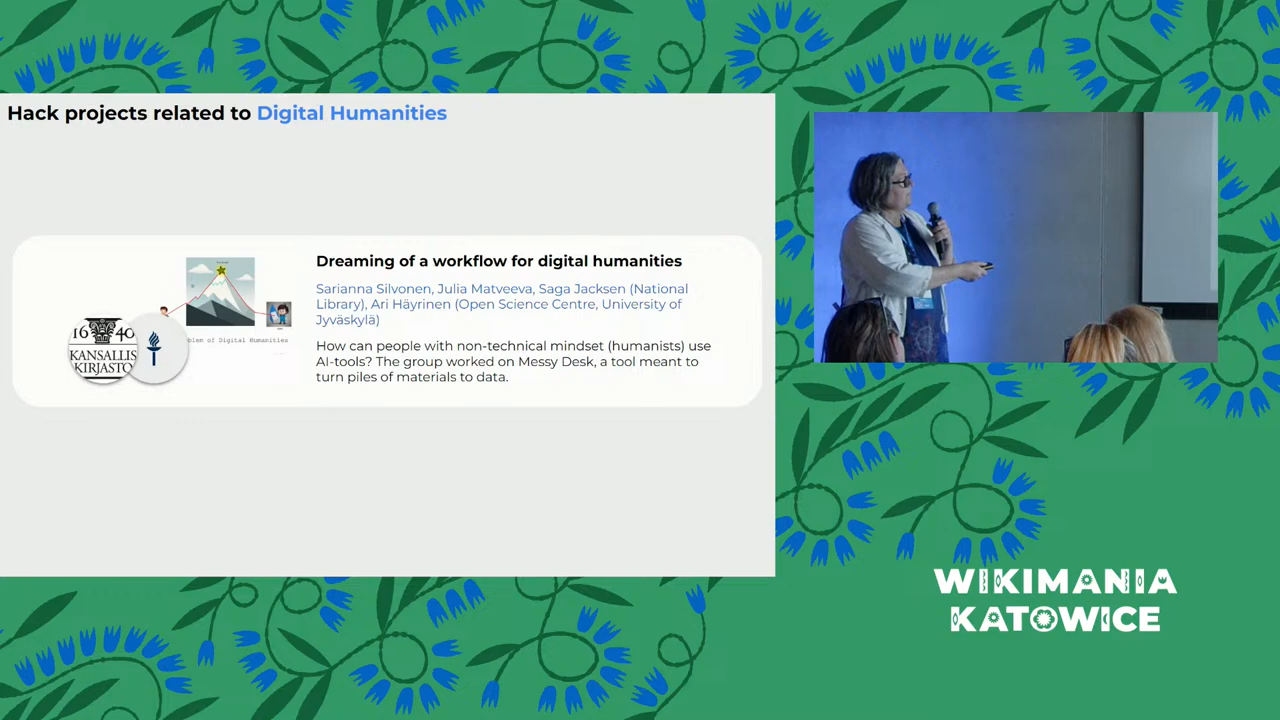 Hack projects related to Digital Humanities
Dreaming of a workflow for digital humanities
Sarianna Silvonen, Julia Matveeva, Saga Jacksen (National
Library), Ari Häyrinen (Open Science Centre, University of
Jyväskylä)
How can people with non-technical mindset (humanists) use
AI-tools? The group worked on Messy Desk, a tool meant to
turn piles of materials to data.
blem of Digital Humanities
16 40
KANSALLIS
KIRJASTO
WIKIMANIA
KATOWICE